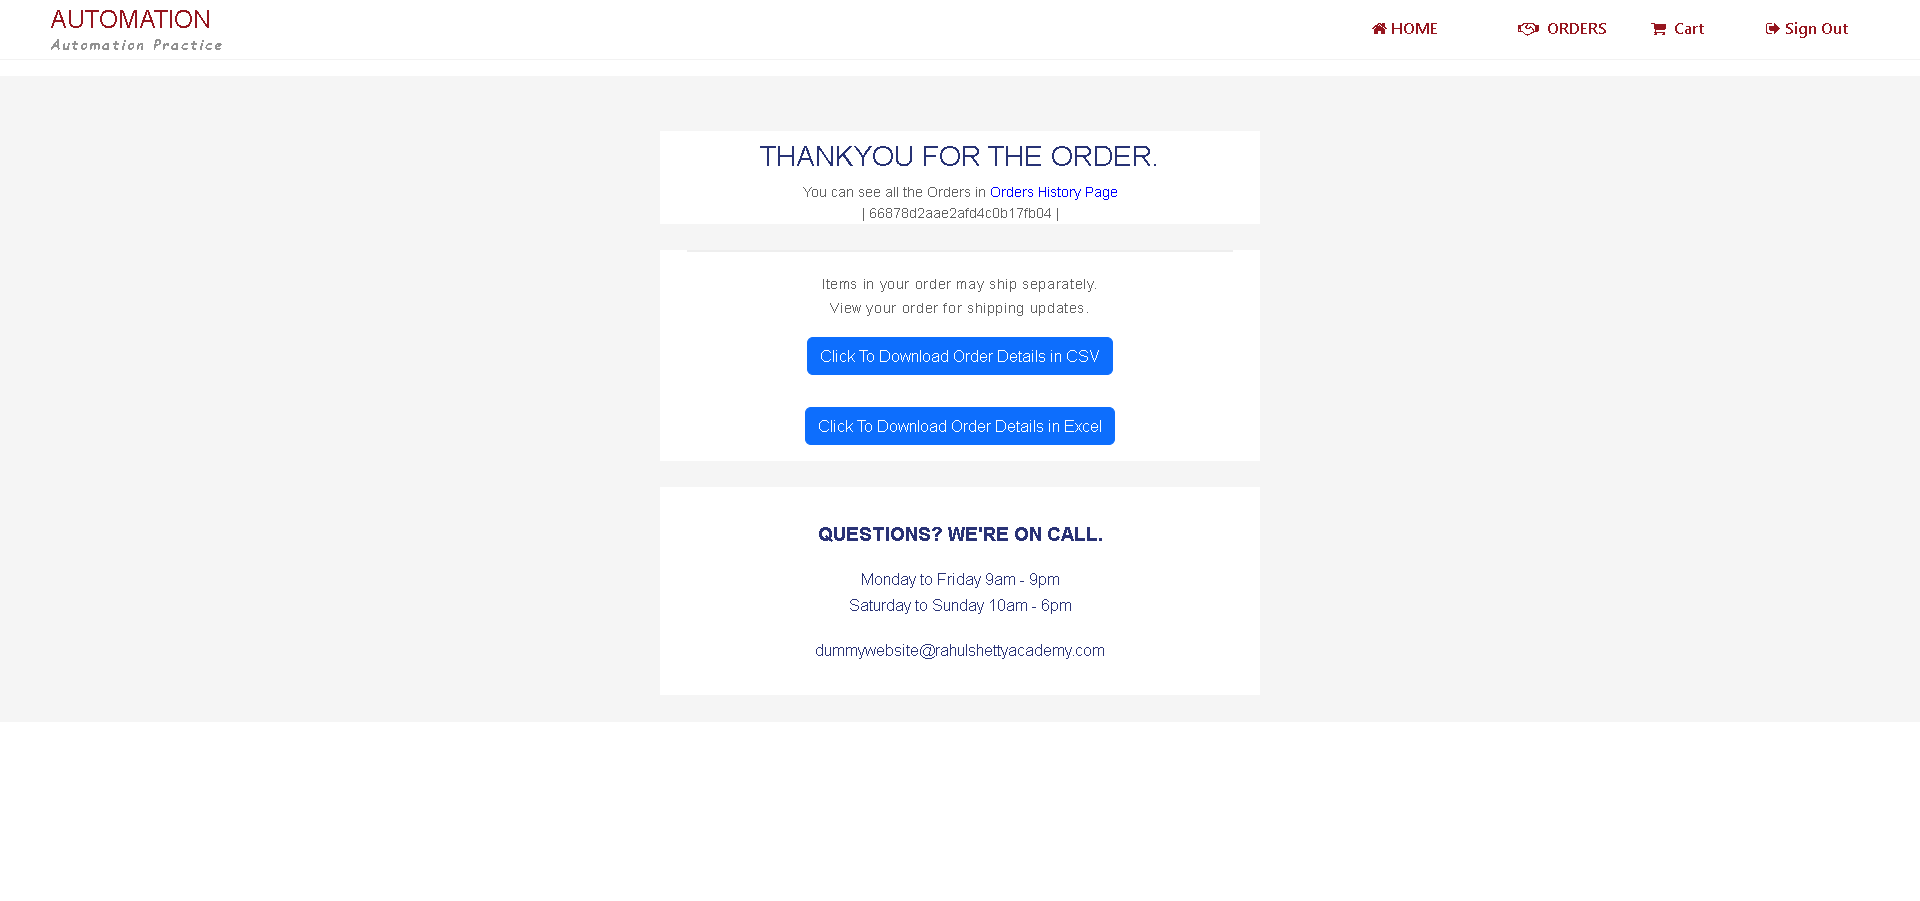 AUTOMATION
Automation Practice
HOME
ORDERS
Cart
Sign Out
THANKYOU FOR THE ORDER.
You can see all the Orders in Orders History Page
| 66878d2aae2afd4c0b17fb04 |
Items in your order may ship separately.
View your order for shipping updates.
Click To Download Order Details in CSV
Click To Download Order Details in Excel
QUESTIONS? WE'RE ON CALL.
Monday to Friday 9am - 9pm
Saturday to Sunday 10am - 6pm
dummywebsite@rahulshettyacademy.com